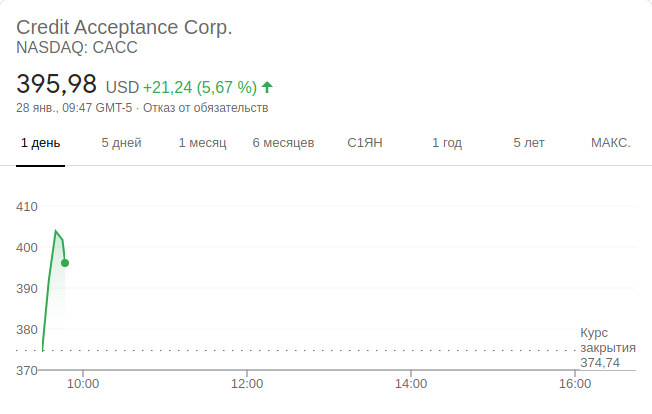 Credit Acceptance Corp.
NASDAQ: CACC
395,98 USD +21,24 (5,67 %) ↑
28 янв., 09:47 GMT-5 · Отказ от обязательств
1 день 5 дней 1 месяц 6 месяцев С1ЯН 1 год 5 лет МАКС.
410
400
390
380
370
Курс
закрытия
374,74
10:00 12:00 14:00 16:00